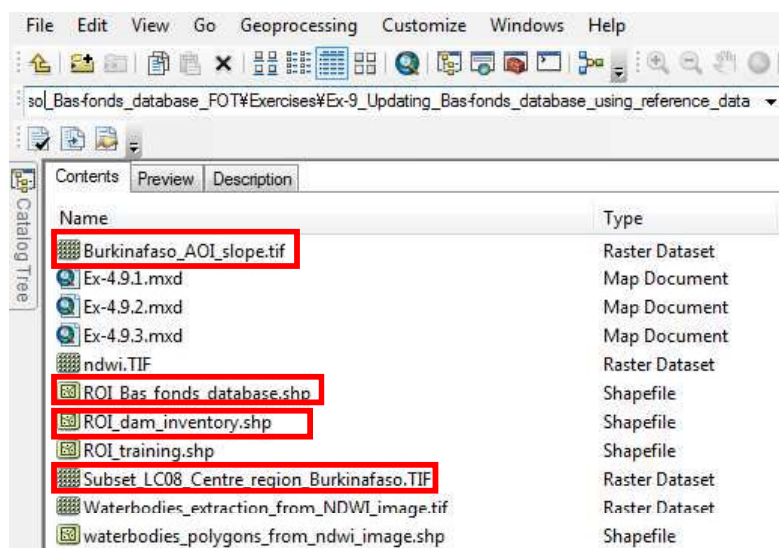 File Edit View Go Geoprocessing Customize Windows Help
so|_Bas-fonds_database_FOT¥Exercises¥Ex-9_Updating_Bas-fonds_database_using_reference_data
Catalog Tree
Contents Preview Description
Name Type
Burkinafaso_AOI_slope.tif Raster Dataset
Ex-4.9.1.mxd Map Document
Ex-4.9.2.mxd Map Document
Ex-4.9.3.mxd Map Document
ndwi.TIF Raster Dataset
ROI_Bas_fonds_database.shp Shapefile
ROI_dam_inventory.shp Shapefile
ROI_training.shp Shapefile
Subset_LC08_Centre_region_Burkinafaso.TIF Raster Dataset
Waterbodies_extraction_from_NDWI_image.tif Raster Dataset
waterbodies_polygons_from_ndwi_image.shp Shapefile